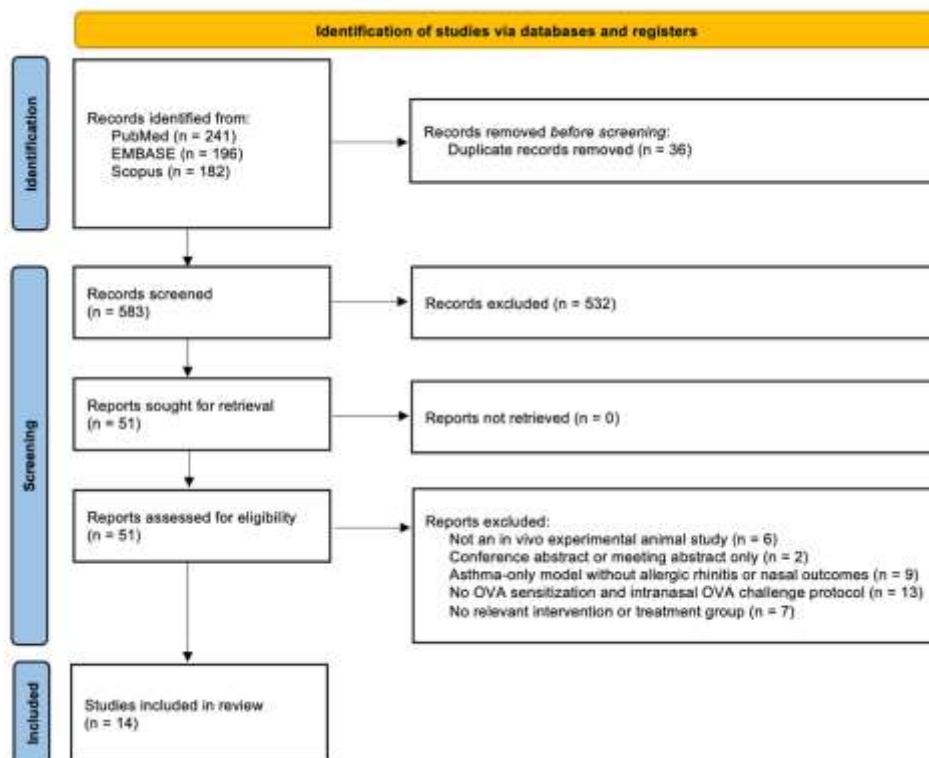 Identification of studies via databases and registers
Identification
Records identified from:
PubMed (n = 241)
EMBASE (n = 196)
Scopus (n = 182)
Records removed before screening:
Duplicate records removed (n = 36)
Screening
Records screened
(n = 583)
Records excluded (n = 532)
Reports sought for retrieval
(n = 51)
Reports not retrieved (n = 0)
Reports assessed for eligibility
(n = 51)
Reports excluded:
Not an in vivo experimental animal study (n = 6)
Conference abstract or meeting abstract only (n = 2)
Asthma-only model without allergic rhinitis or nasal outcomes (n = 9)
No OVA sensitization and intranasal OVA challenge protocol (n = 13)
No relevant intervention or treatment group (n = 7)
Included
Studies included in review
(n = 14)